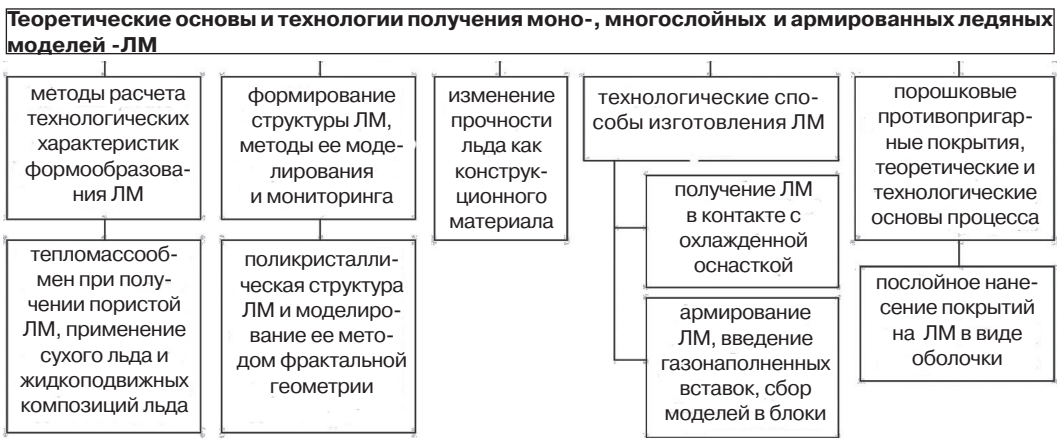 Теоретические основы и технологии получения моно-, многослойных и армированных ледяных
моделей -ЛМ
методы расчета
технологических
характеристик
формообразова-
ния ЛМ
тепломассооб-
мен при полу-
чении пористой
ЛМ, применение
сухого льда и
жидкоподвижных
композиций льда
формирование
структуры ЛМ,
методы ее моде-
лирования
и мониторинга
поликристалли-
ческая структура
ЛМ и моделиро-
вание ее мето-
дом фрактальной
геометрии
изменение
прочности
льда как
конструк-
ционного
материала
технологические спо-
собы изготовления ЛМ
получение ЛМ
в контакте с
охлажденной
оснасткой
армирование
ЛМ, введение
газонаполненных
вставок, сбор
моделей в блоки
порошковые
противопригар-
ные покрытия,
теоретические и
технологические
основы процесса
послойное нане-
сение покрытий
на ЛМ в виде
оболочки